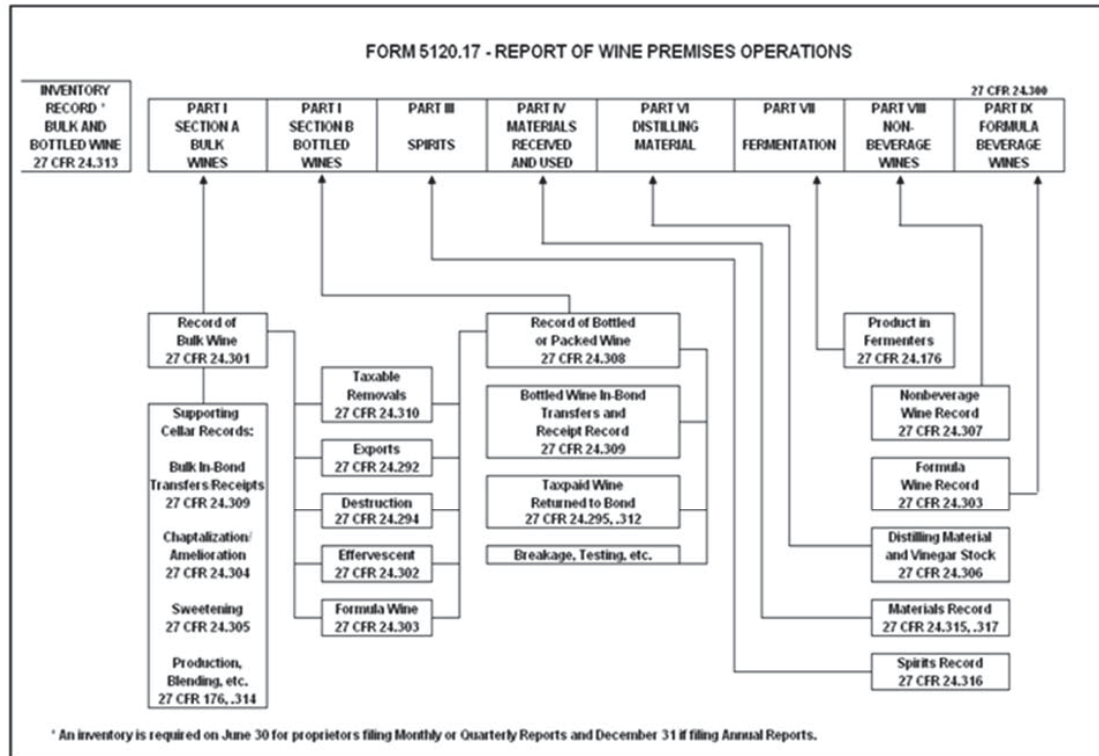 FORM 5120.17 - REPORT OF WINE PREMISES OPERATIONS
INVENTORY
RECORD *
BULK AND
BOTTLED WINE
27 CFR 24.313
27 CFR 24.300
PART I
SECTION A
BULK
WINES
PART I
SECTION B
BOTTLED
WINES
PART III
SPIRITS
PART IV
MATERIALS
RECEIVED
AND USED
PART VI
DISTILLING
MATERIAL
PART VII
FERMENTATION
PART VIII
NON-
BEVERAGE
WINES
PART IX
FORMULA
BEVERAGE
WINES
Record of
Bulk Wine
27 CFR 24.301
Supporting
Cellar Records:
Bulk In-Bond
Transfers/Receipts
27 CFR 24.309
Chaptalization/
Amelioration
27 CFR 24.304
Sweetening
27 CFR 24.305
Production,
Blending, etc.
27 CFR 176, .314
Taxable
Removals
27 CFR 24.310
Exports
27 CFR 24.292
Destruction
27 CFR 24.294
Effervescent
27 CFR 24.302
Formula Wine
27 CFR 24.303
Record of Bottled
or Packed Wine
27 CFR 24.308
Bottled Wine In-Bond
Transfers and
Receipt Record
27 CFR 24.309
Taxpaid Wine
Returned to Bond
27 CFR 24.295, .312
Breakage, Testing, etc.
Product in
Fermenters
27 CFR 24.176
Nonbeverage
Wine Record
27 CFR 24.307
Formula
Wine Record
27 CFR 24.303
Distilling Material
and Vinegar Stock
27 CFR 24.306
Materials Record
27 CFR 24.315, .317
Spirits Record
27 CFR 24.316
* An inventory is required on June 30 for proprietors filing Monthly or Quarterly Reports and December 31 if filing Annual Reports.